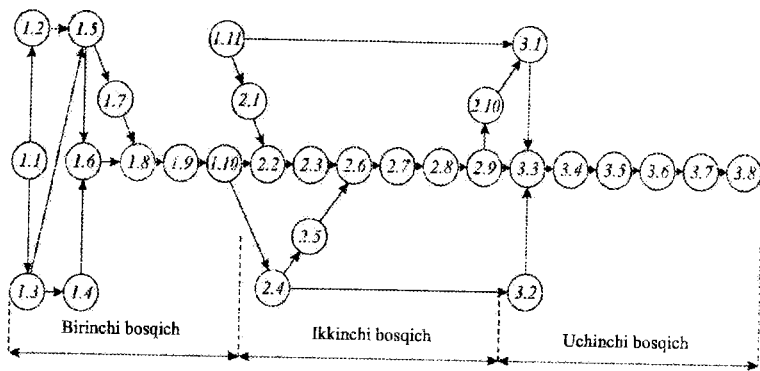 1.2 1.5 1.11 3.1
1.7 2.1 2.10
1.1 1.6 1.8 1.9 1.10 2.2 2.3 2.6 2.7 2.8 2.9 3.3 3.4 3.5 3.6 3.7 3.8
2.5
1.3 1.4 2.4 3.2
Birinchi bosqich Ikkinchi bosqich Uchinchi bosqich